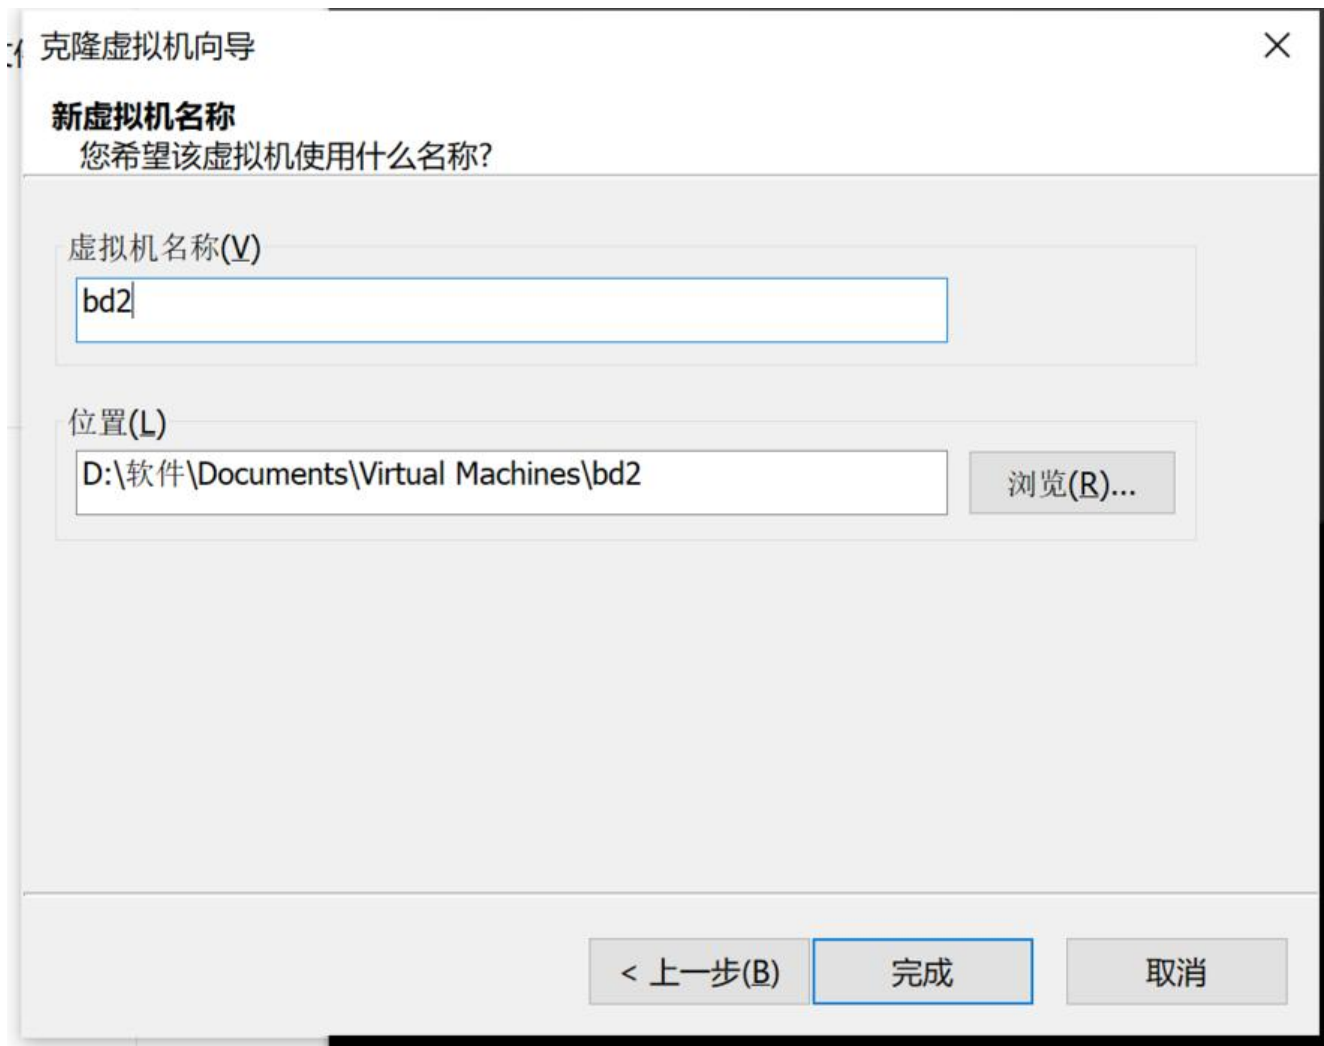 克隆虚拟机向导
新虚拟机名称
您希望该虚拟机使用什么名称?
虚拟机名称(V)
bd2
位置(L)
D:\软件\Documents\Virtual Machines\bd2
浏览(R)...
< 上一步(B)
完成
取消